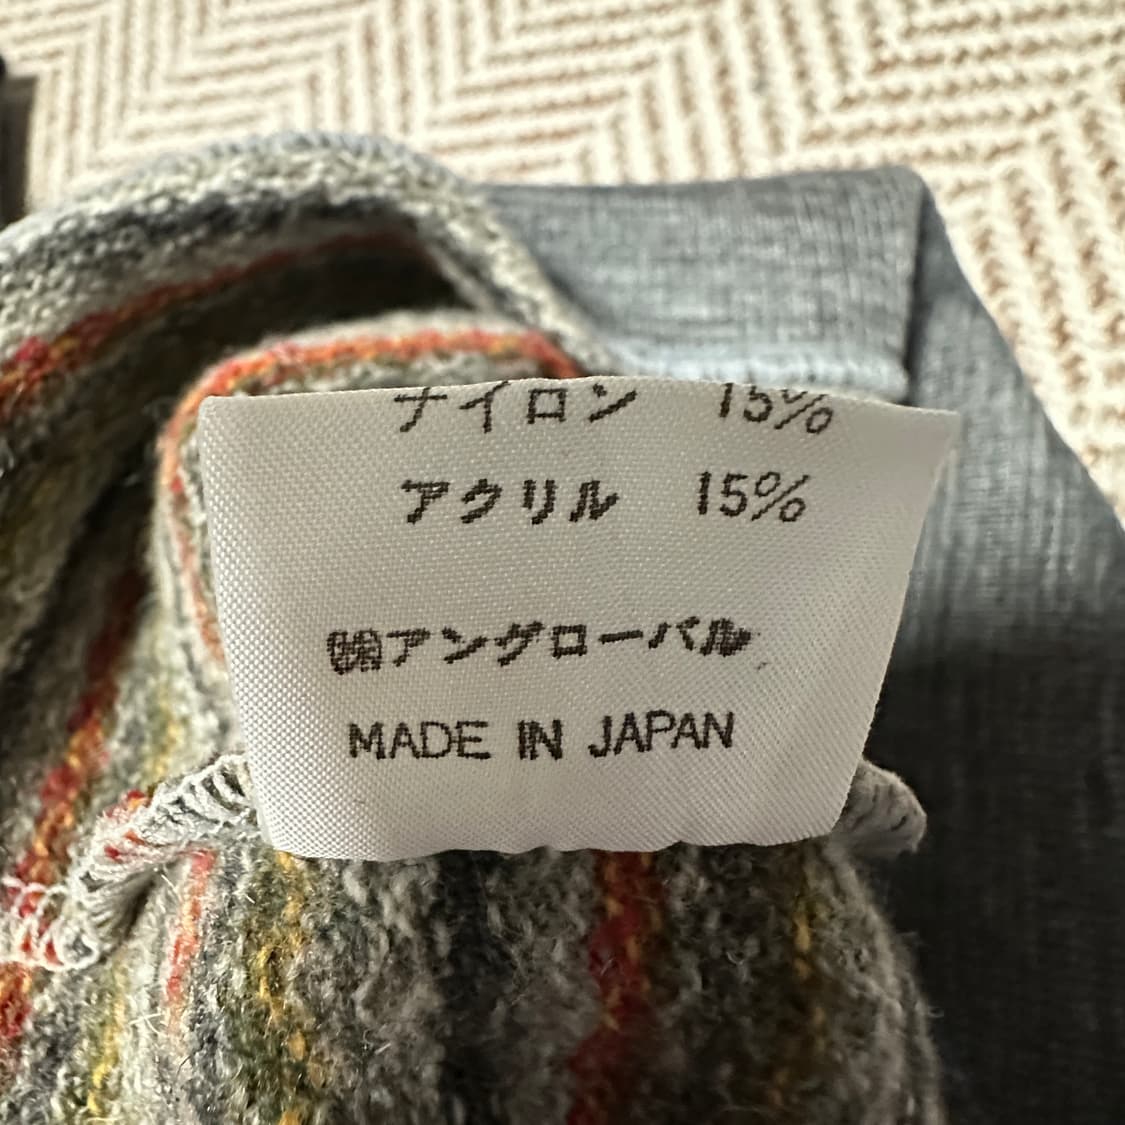 ナイロン 15%
アクリル 15%
㈱アングローバル
MADE IN JAPAN